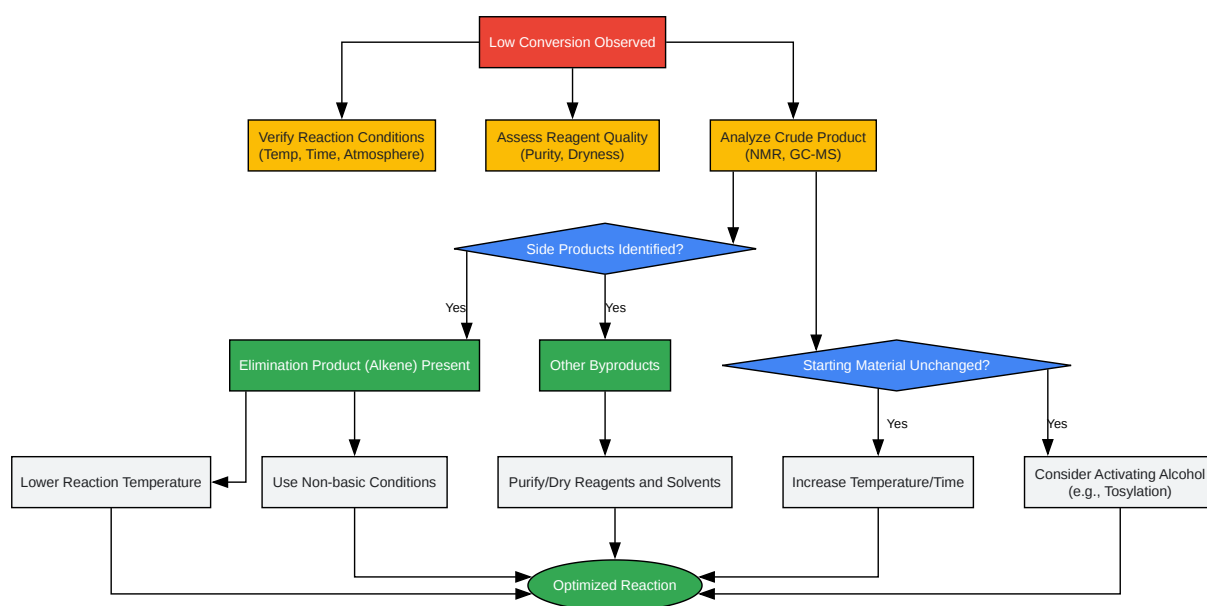 Low Conversion Observed
Verify Reaction Conditions
(Temp, Time, Atmosphere)
Assess Reagent Quality
(Purity, Dryness)
Analyze Crude Product
(NMR, GC-MS)
Side Products Identified?
Yes
Yes
Elimination Product (Alkene) Present
Other Byproducts
Starting Material Unchanged?
Yes
Yes
Lower Reaction Temperature
Use Non-basic Conditions
Purify/Dry Reagents and Solvents
Increase Temperature/Time
Consider Activating Alcohol
(e.g., Tosylation)
Optimized Reaction